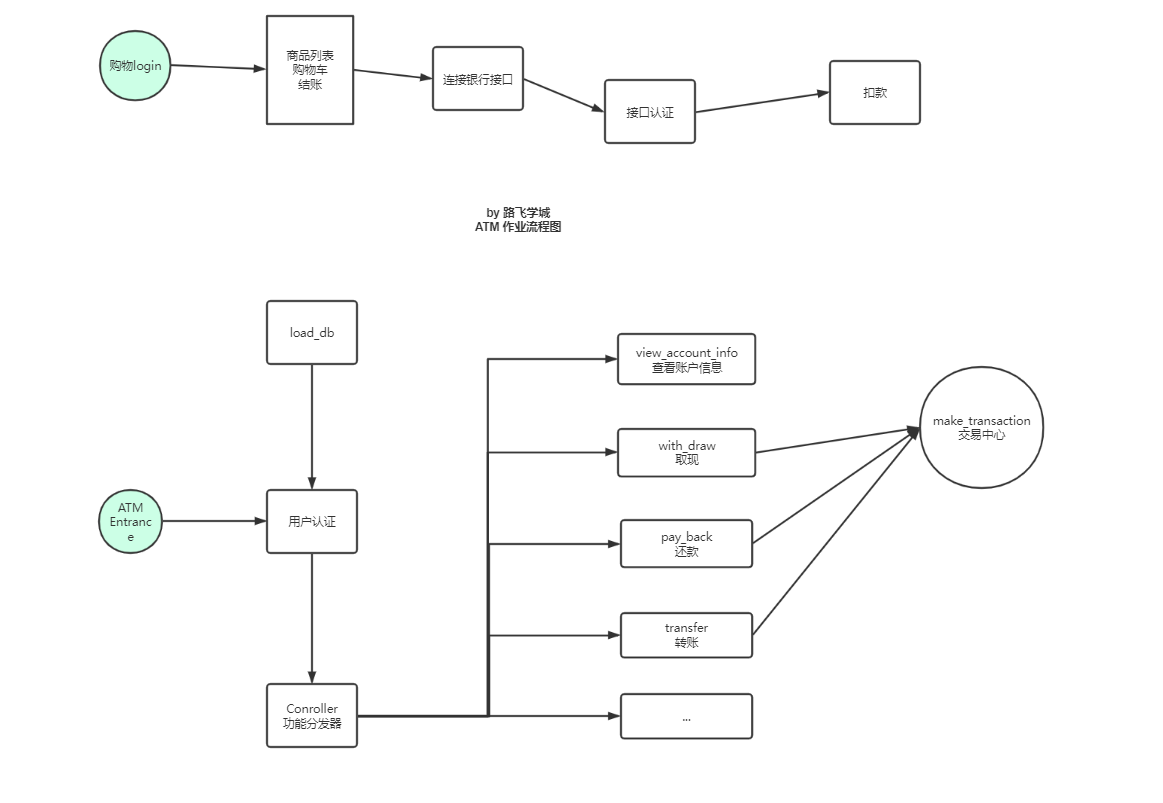 购物login
商品列表
购物车
结账
连接银行接口
接口认证
扣款
by 路飞学城
ATM 作业流程图
load_db
view_account_info
查看账户信息
with_draw
取现
make_transaction
交易中心
ATM
Entranc
e
用户认证
pay_back
还款
transfer
转账
Conroller
功能分发器
...